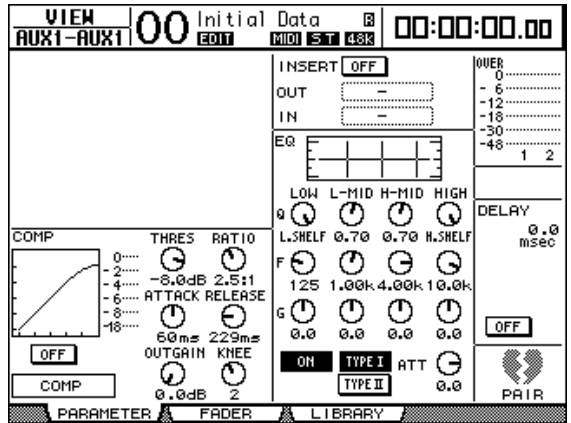 VIEW
AUX1-AUX1
00
Initial Data
EDIT
MIDI ST 48K
00:00:00.00
INSERT OFF
OUT -
IN -
OVER
0
- 6
-12
-18
-30
-48
1 2
EQ
LOW L-MID H-MID HIGH
Q
L.SHELF 0.70 0.70 H.SHELF
F
125 1.00k 4.00k 10.0k
G
0.0 0.0 0.0 0.0
ON TYPE I ATT
TYPE II 0.0
DELAY
0.0
msec
OFF
PAIR
COMP
THRES RATIO
0
- 2
- 4
- 6
- 8
-18
-8.0dB 2.5:1
ATTACK RELEASE
60ms 229ms
OUTGAIN KNEE
0.0dB 2
OFF
COMP
PARAMETER FADER LIBRARY